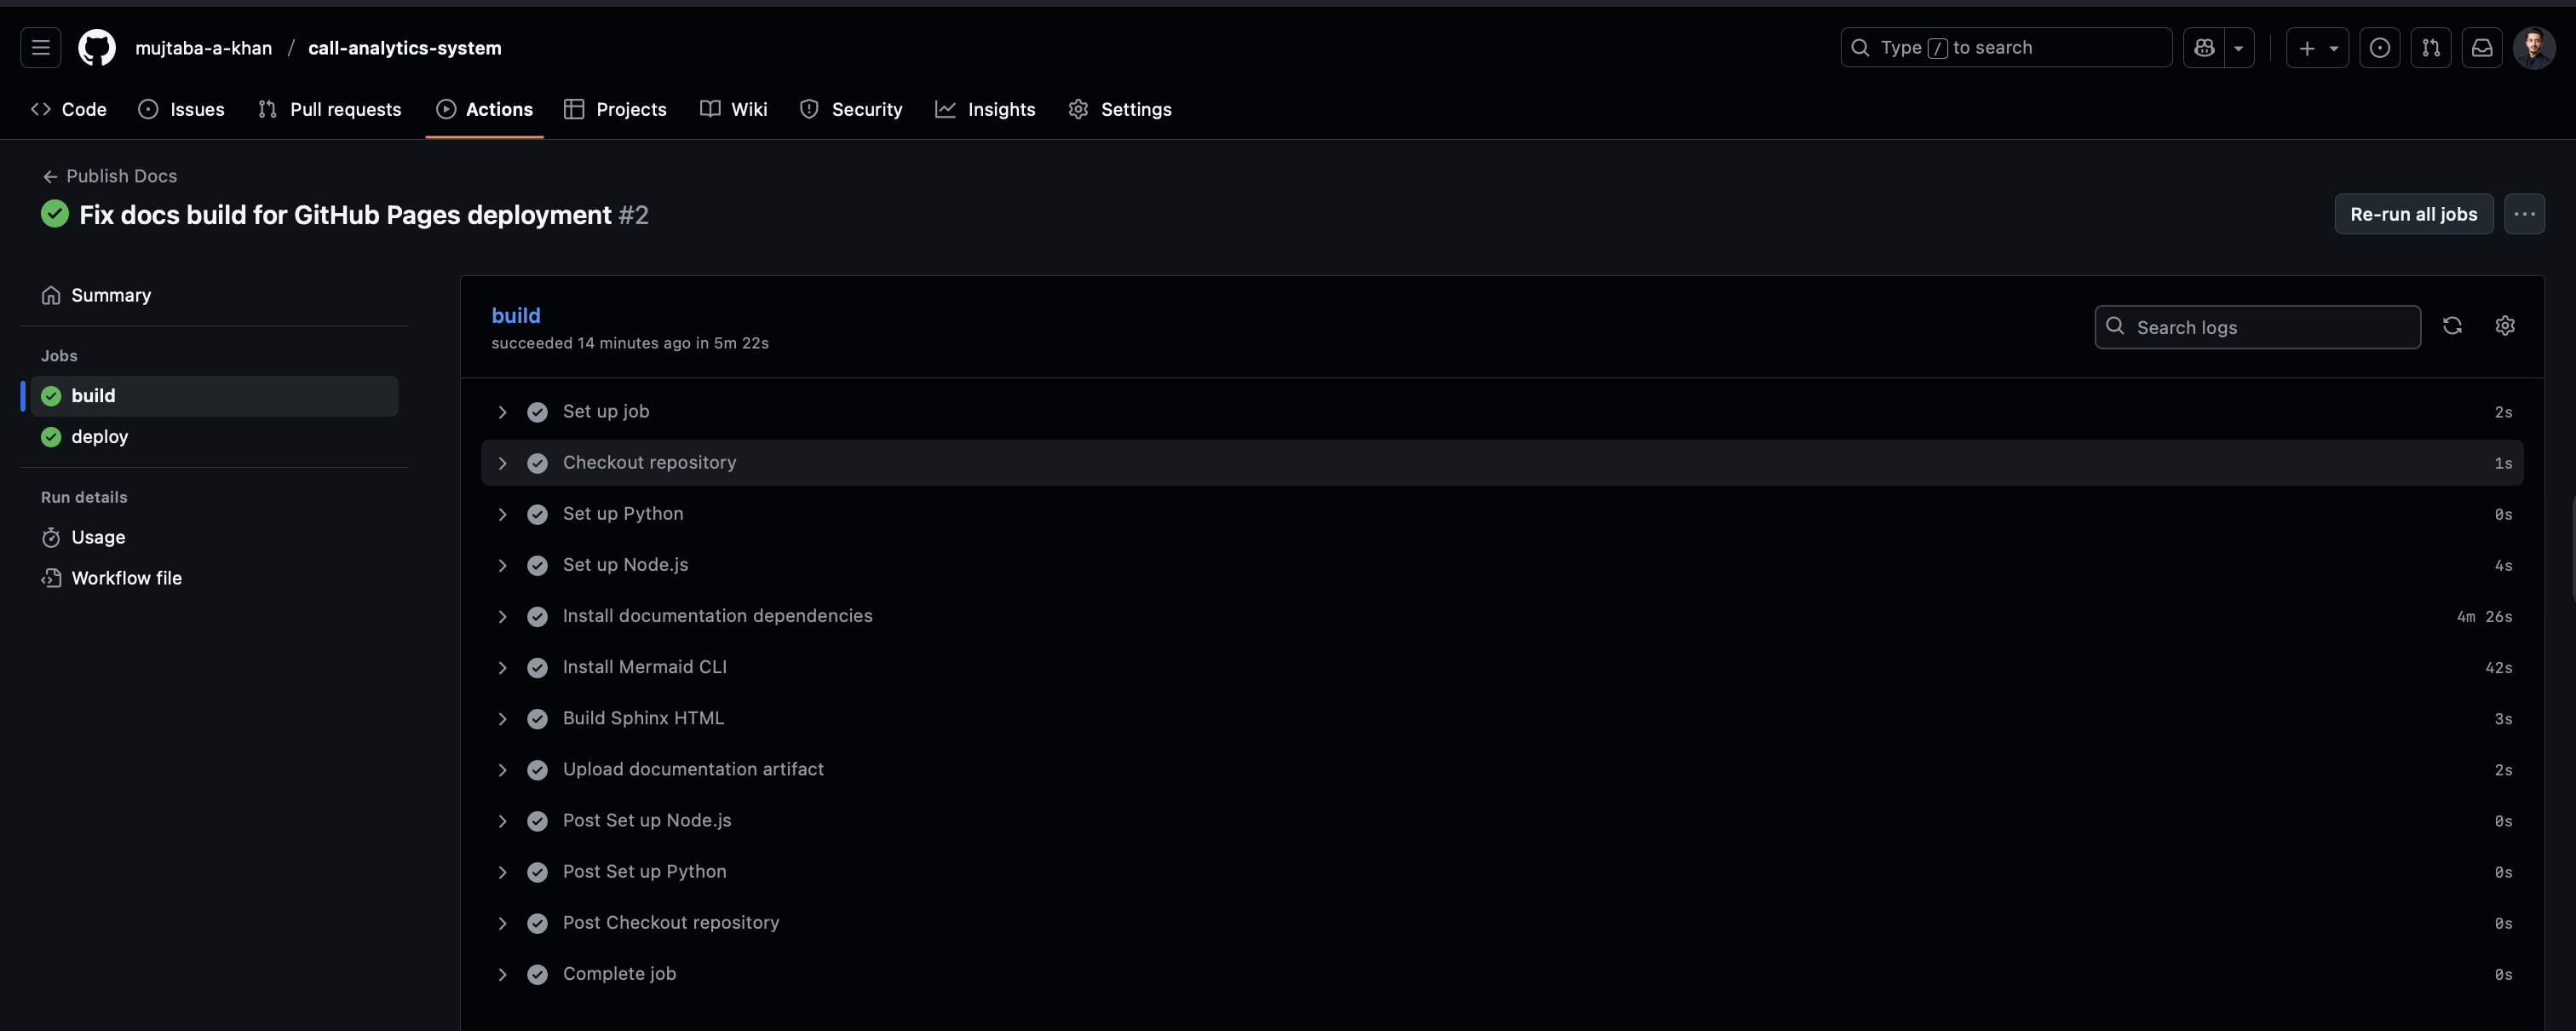 mujtaba-a-khan / call-analytics-system
Type / to search
Code
Issues
Pull requests
Actions
Projects
Wiki
Security
Insights
Settings
← Publish Docs
Fix docs build for GitHub Pages deployment #2
Re-run all jobs
Summary
Jobs
build
deploy
Run details
Usage
Workflow file
build
succeeded 14 minutes ago in 5m 22s
Search logs
Set up job 2s
Checkout repository 1s
Set up Python 0s
Set up Node.js 4s
Install documentation dependencies 4m 26s
Install Mermaid CLI 42s
Build Sphinx HTML 3s
Upload documentation artifact 2s
Post Set up Node.js 0s
Post Set up Python 0s
Post Checkout repository 0s
Complete job 0s